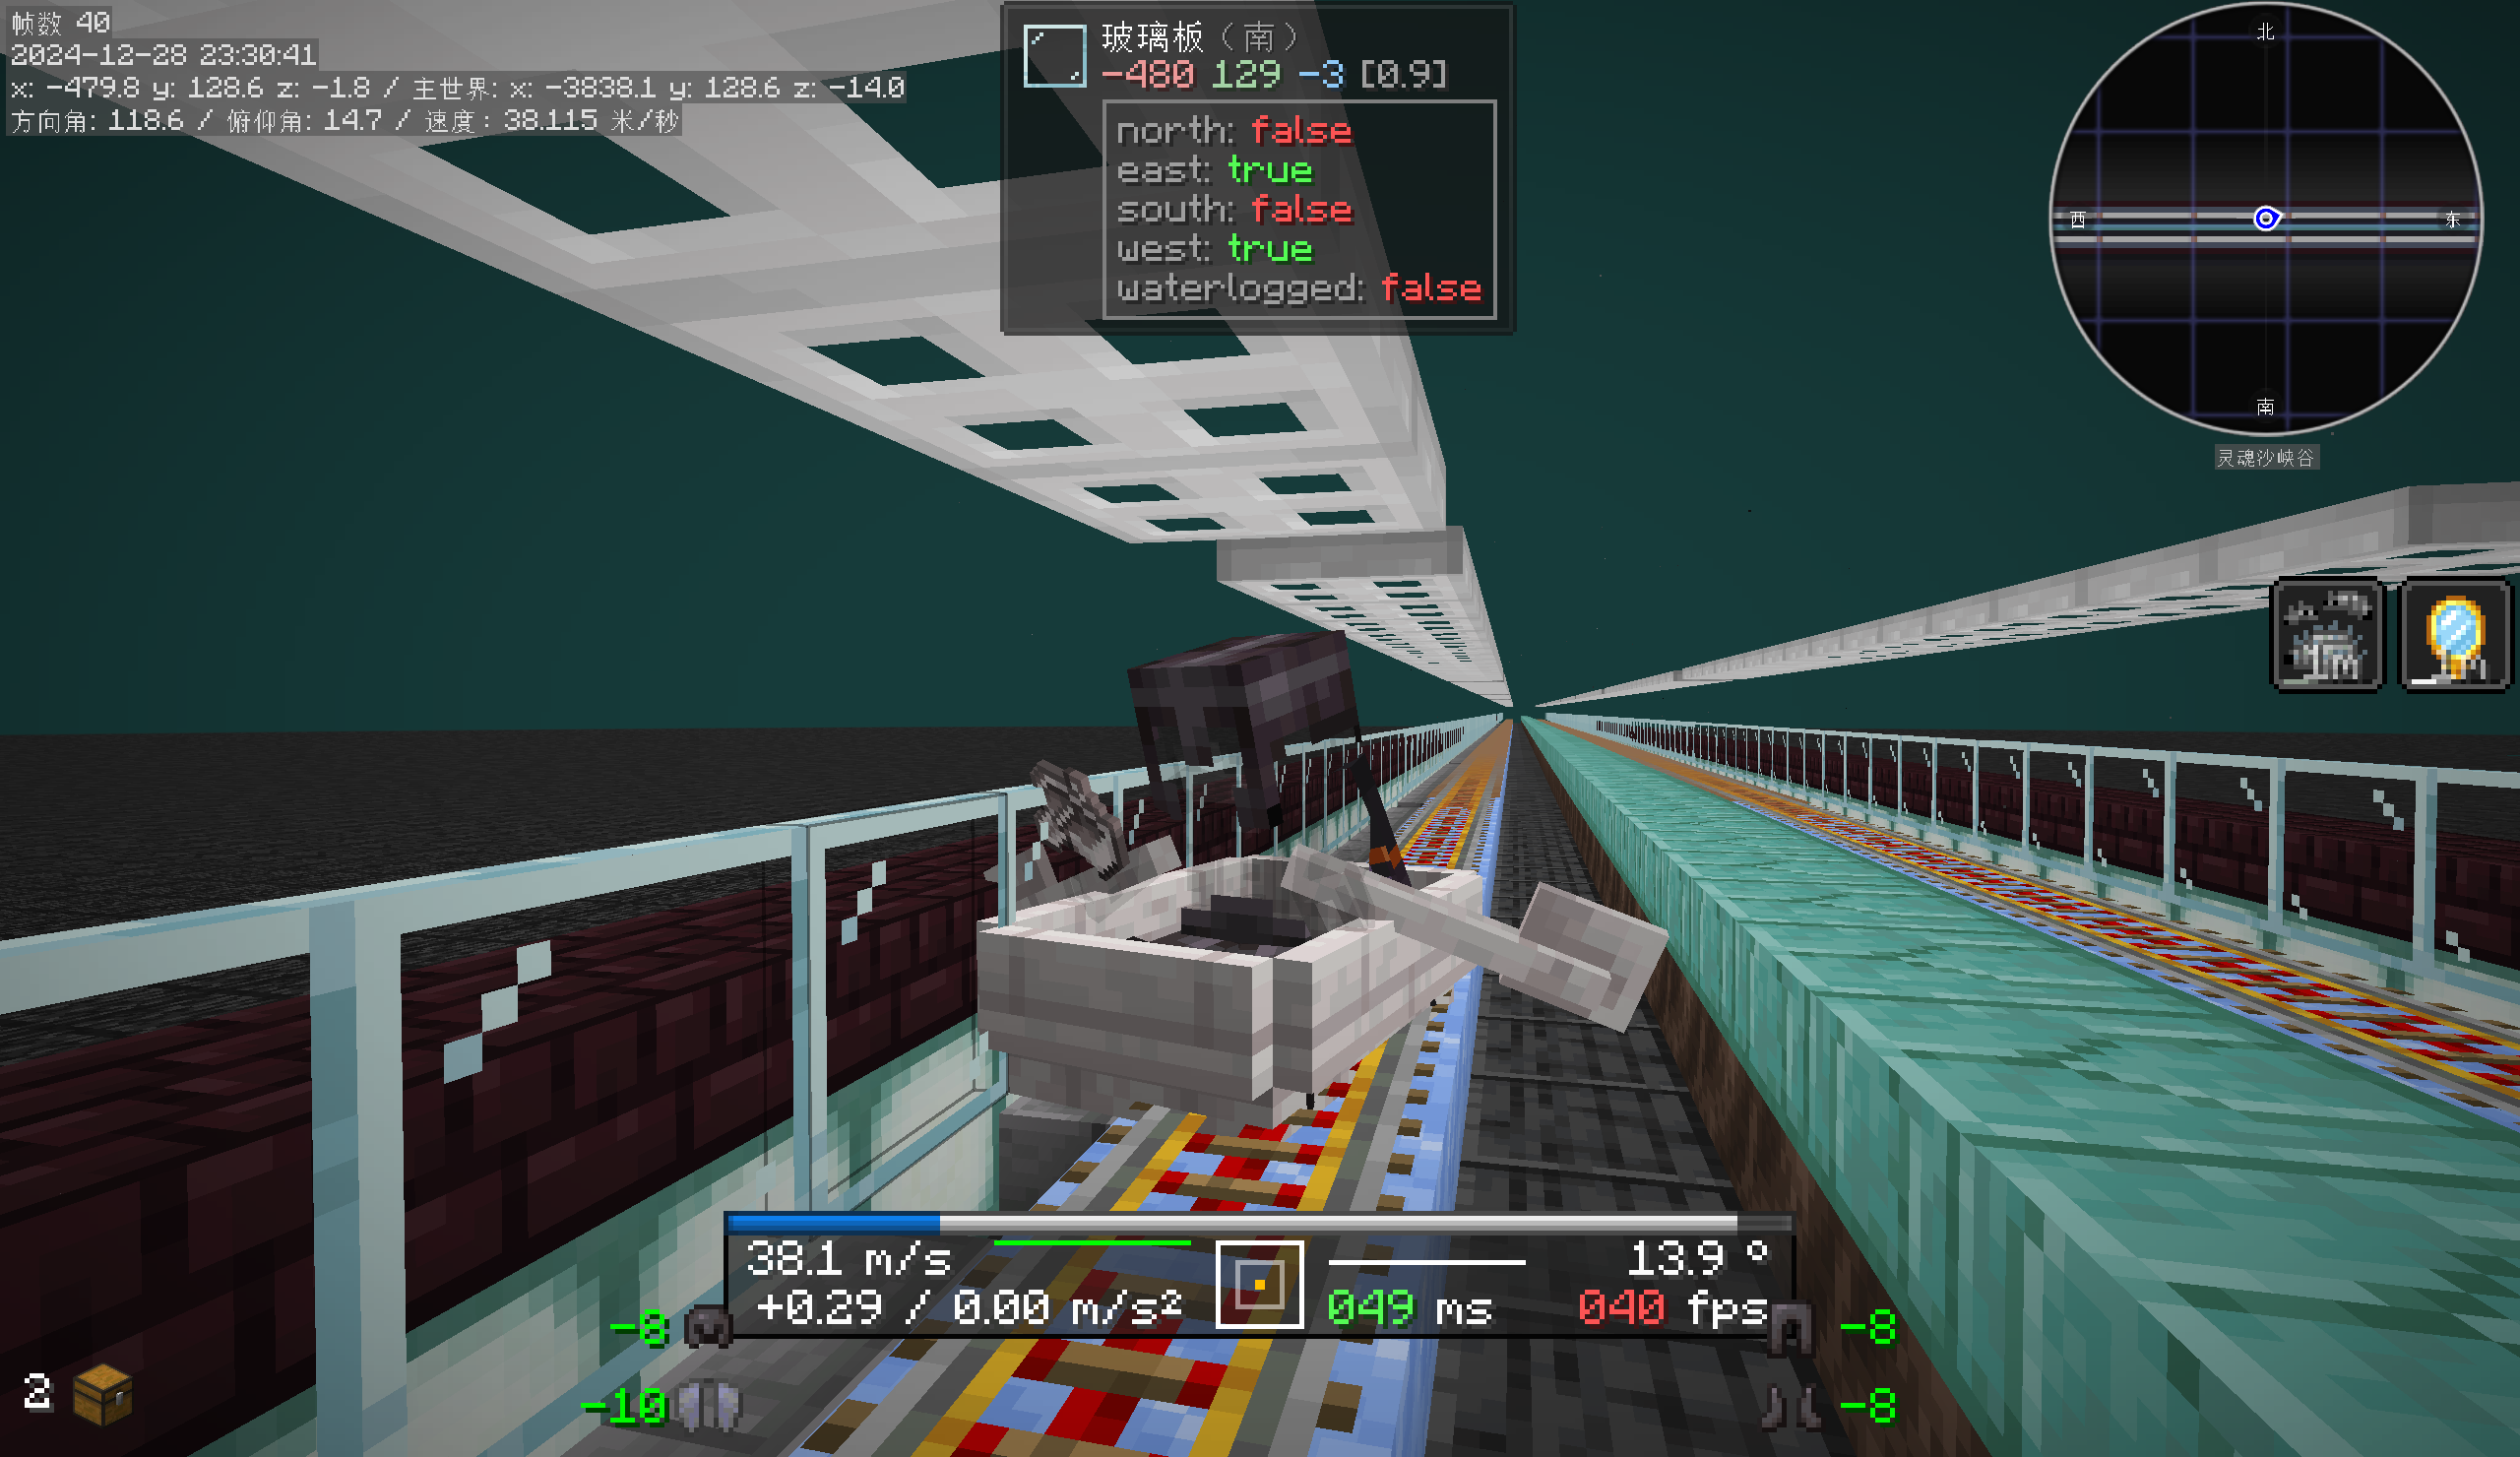 帧数 40
2024-12-28 23:30:41
x: -479.8 y: 128.6 z: -1.8 / 主世界: x: -3838.1 y: 128.6 z: -14.0
方向角: 118.6 / 俯仰角: 14.7 / 速度: 38.115 米/秒
玻璃板（南）
-480 129 -3 [0.9]
north: false
east: true
south: false
west: true
waterlogged: false
北
西
东
南
灵魂沙峡谷
38.1 m/s
13.9 °
+0.29 / 0.00 m/s²
049 ms
040 fps
-8
-8
-10
-8
2